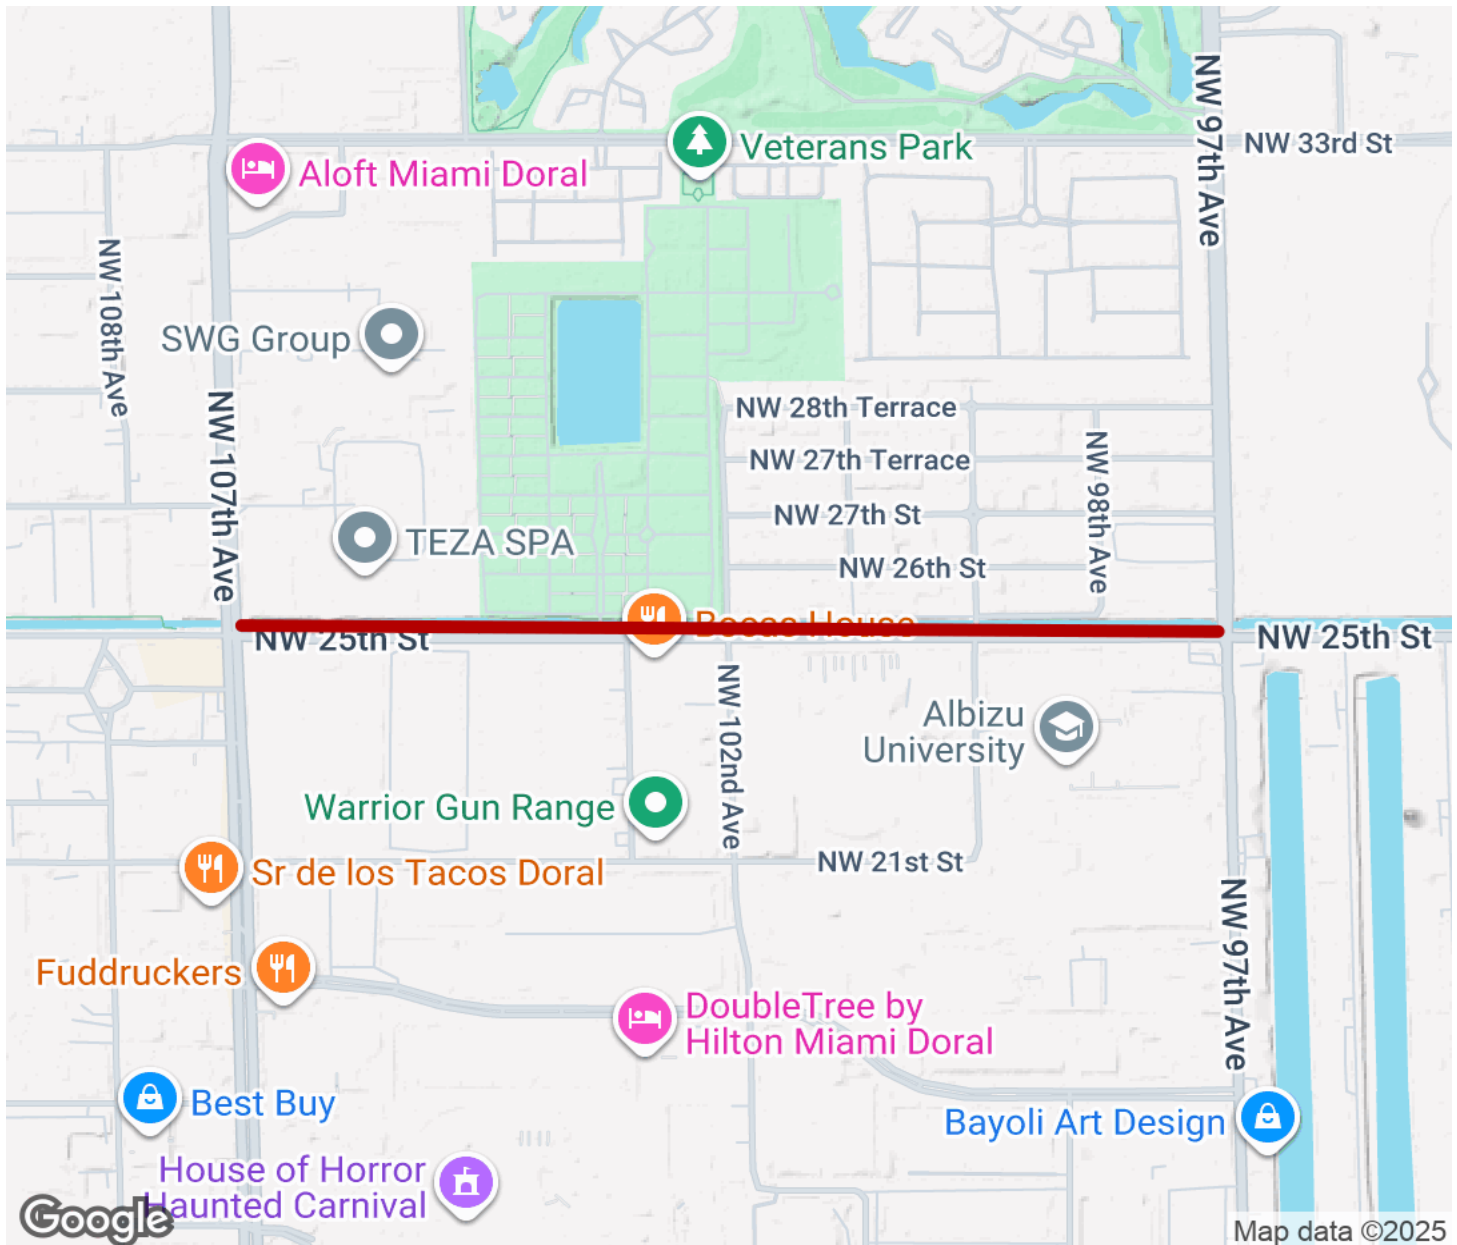 NW 97th Ave
NW 33rd St
Veterans Park
Aloft Miami Doral
NW 108th Ave
SWG Group
NW 107th Ave
NW 28th Terrace
NW 27th Terrace
NW 98th Ave
NW 27th St
TEZA SPA
NW 26th St
Bocas House
NW 25th St
NW 25th St
NW 102nd Ave
Albizu
University
Warrior Gun Range
NW 21st St
Sr de los Tacos Doral
NW 97th Ave
Fuddruckers
DoubleTree by
Hilton Miami Doral
Best Buy
Bayoli Art Design
House of Horror
Haunted Carnival
Google
Map data ©2025